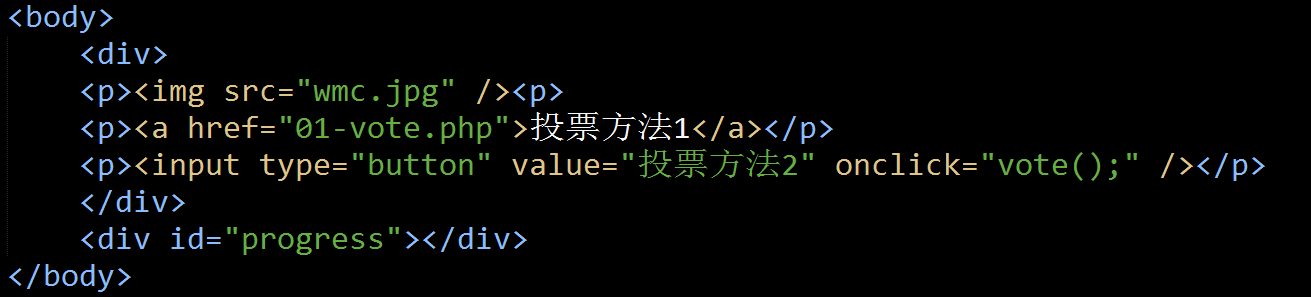 <body>
<div>
<p><img src="wmc.jpg" /><p>
<p><a href="01-vote.php">投票方法1</a></p>
<p><input type="button" value="投票方法2" onclick="vote();" /></p>
</div>
<div id="progress"></div>
</body>